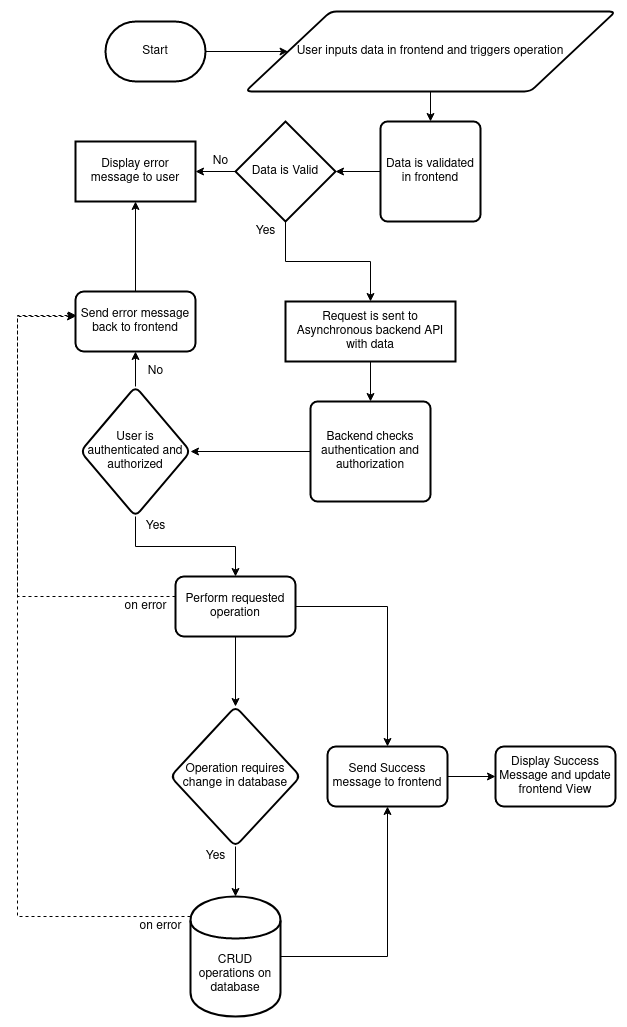 Start
User inputs data in frontend and triggers operation
Display error
message to user
No
Data is Valid
Data is validated
in frontend
Yes
Send error message
back to frontend
Request is sent to
Asynchronous backend API
with data
No
User is
authenticated and
authorized
Backend checks
authentication and
authorization
Yes
on error
Perform requested
operation
Operation requires
change in database
Send Success
message to frontend
Display Success
Message and update
frontend View
Yes
on error
CRUD
operations on
database